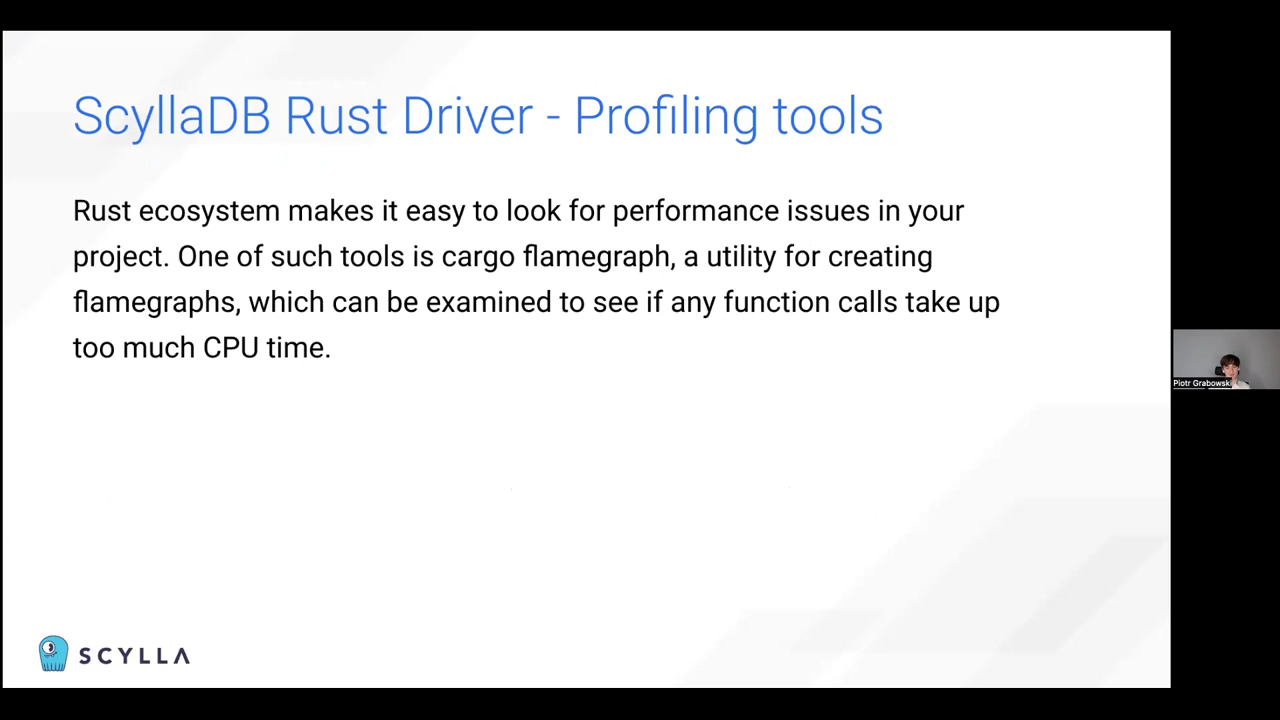 ScyllaDB Rust Driver - Profiling tools
Rust ecosystem makes it easy to look for performance issues in your
project. One of such tools is cargo flamegraph, a utility for creating
flamegraphs, which can be examined to see if any function calls take up
too much CPU time.
Piotr Grabowski
SCYLLA